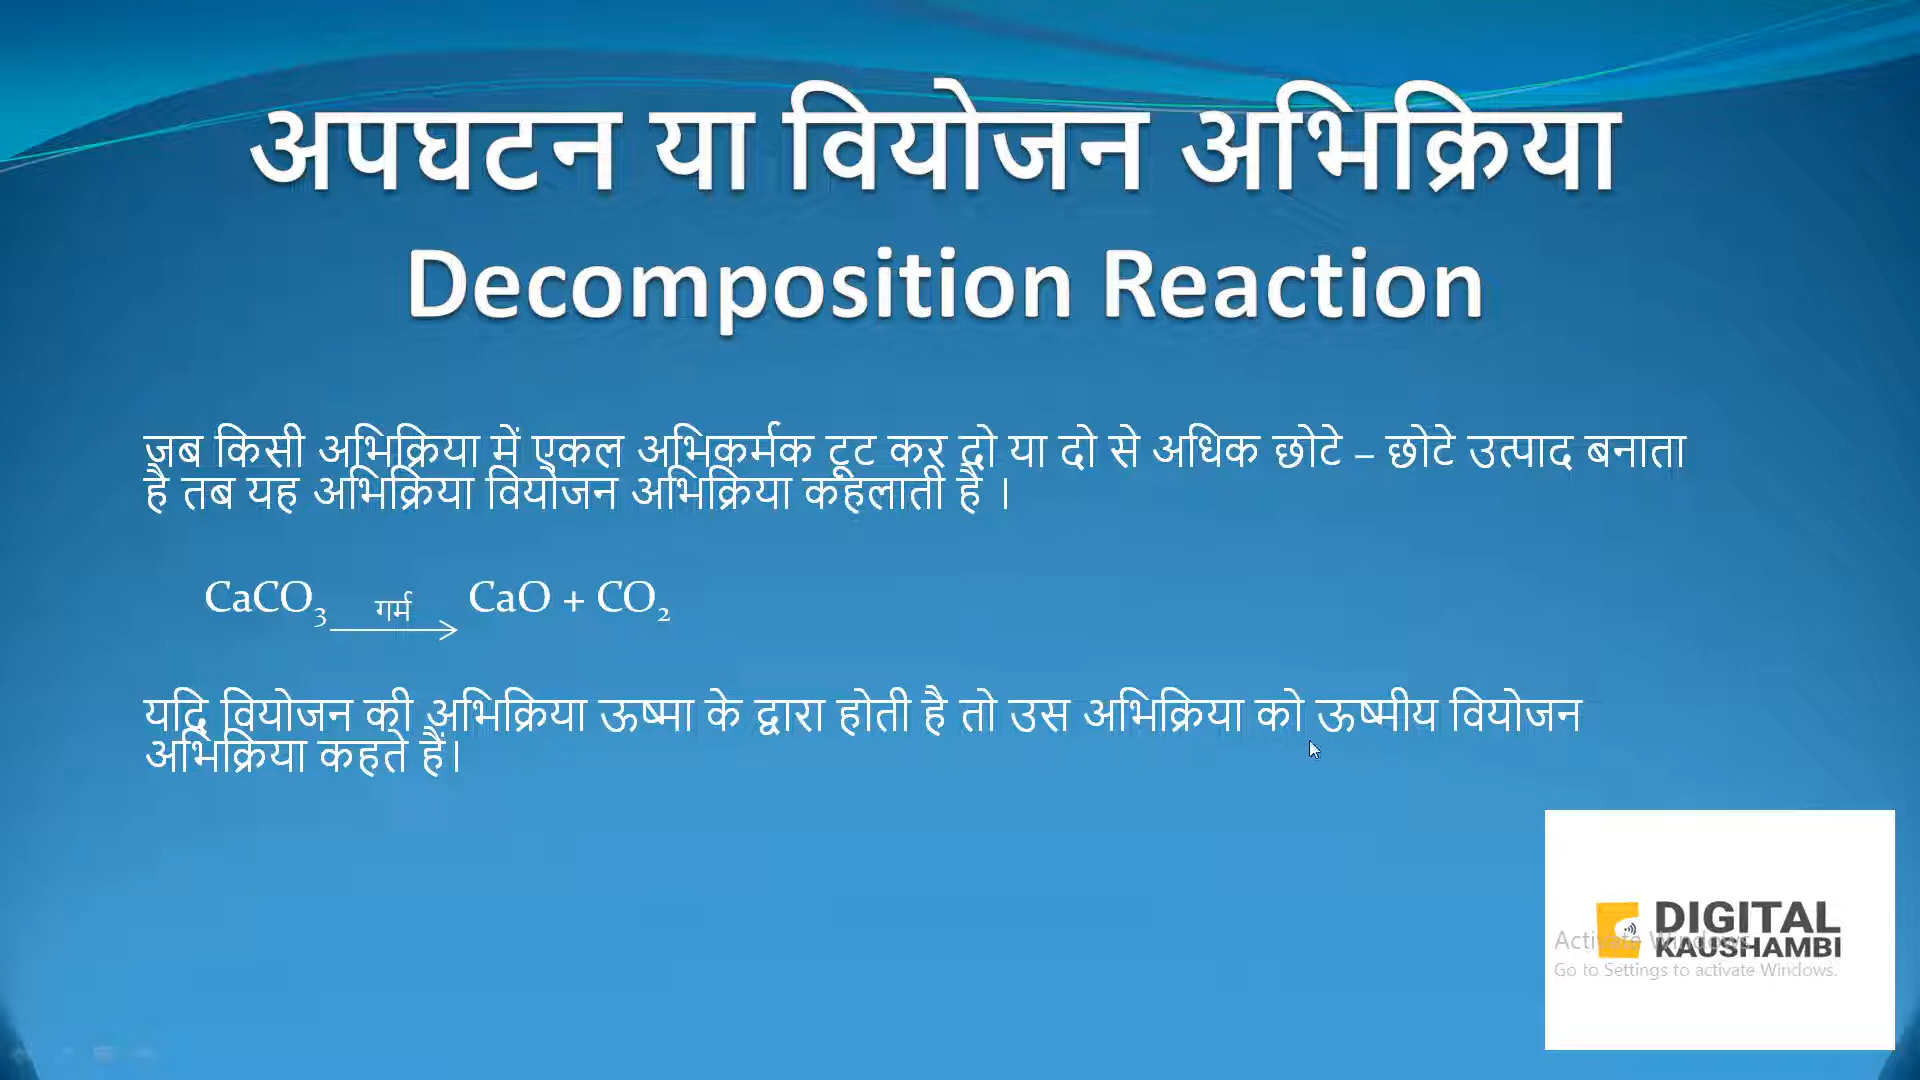 अपघटन या वियोजन अभिक्रिया
Decomposition Reaction
जब किसी अभिक्रिया में एकल अभिकर्मक टूट कर दो या दो से अधिक छोटे – छोटे उत्पाद बनाता
है तब यह अभिक्रिया वियोजन अभिक्रिया कहलाती है ।
CaCO₃ गर्म → CaO + CO₂
यदि वियोजन की अभिक्रिया ऊष्मा के द्वारा होती है तो उस अभिक्रिया को ऊष्मीय वियोजन
अभिक्रिया कहते हैं।
DIGITAL
KAUSHAMBI
Activate Windows
Go to Settings to activate Windows.